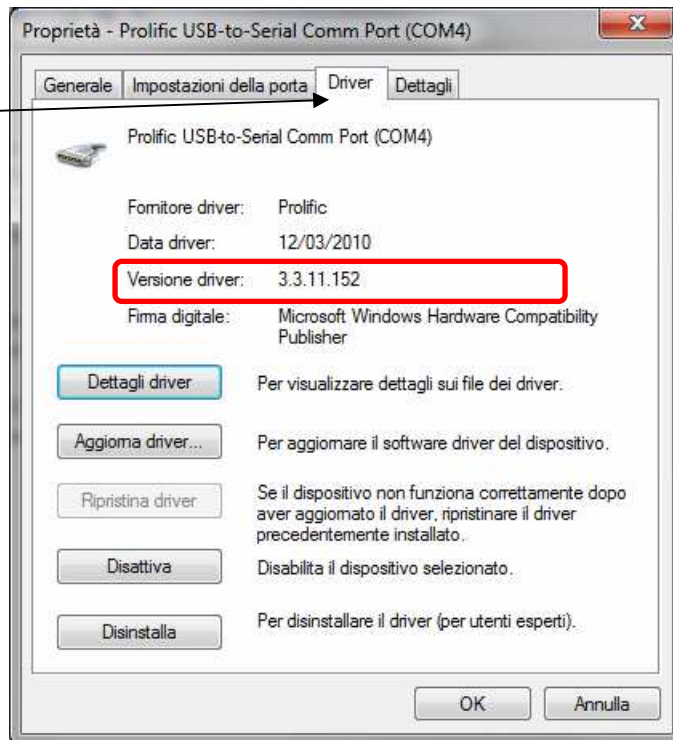 Proprietà - Prolific USB-to-Serial Comm Port (COM4)
Generale Impostazioni della porta Driver Dettagli
Prolific USB-to-Serial Comm Port (COM4)
Fornitore driver: Prolific
Data driver: 12/03/2010
Versione driver: 3.3.11.152
Firma digitale: Microsoft Windows Hardware Compatibility
Publisher
Dettagli driver Per visualizzare dettagli sui file dei driver.
Aggiorna driver... Per aggiornare il software driver del dispositivo.
Ripristina driver Se il dispositivo non funziona correttamente dopo
aver aggiornato il driver, ripristinare il driver
precedentemente installato.
Disattiva Disabilita il dispositivo selezionato.
Disinstalla Per disinstallare il driver (per utenti esperti).
OK Annulla